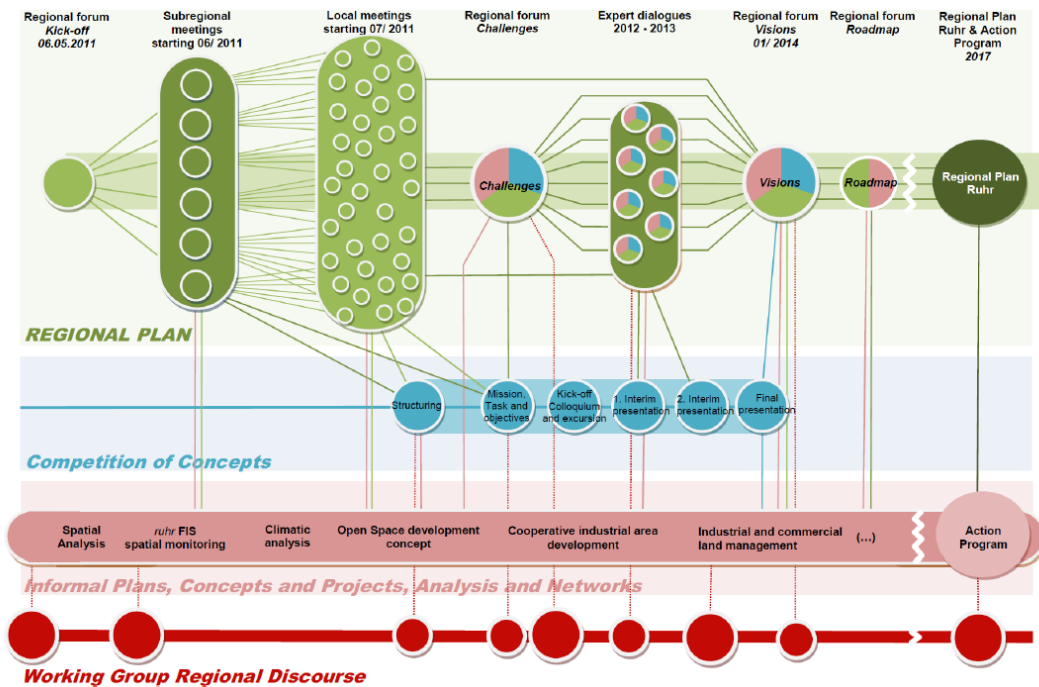 Regional forum
Kick-off
06.05.2011
Subregional
meetings
starting 06/ 2011
Local meetings
starting 07/ 2011
Regional forum
Challenges
Expert dialogues
2012 - 2013
Regional forum
Visions
01/ 2014
Regional forum
Roadmap
Regional Plan
Ruhr & Action
Program
2017
Challenges
Visions
Roadmap
Regional Plan
Ruhr
REGIONAL PLAN
Structuring
Mission,
Task and
objectives
Kick-off
Colloquium
and excursion
1. Interim
presentation
2. Interim
presentation
Final
presentation
Competition of Concepts
Spatial
Analysis
ruhr FIS
spatial monitoring
Climatic
analysis
Open Space development
concept
Cooperative industrial area
development
Industrial and commercial
land management
(...)
Action
Program
Informal Plans, Concepts and Projects, Analysis and Networks
Working Group Regional Discourse